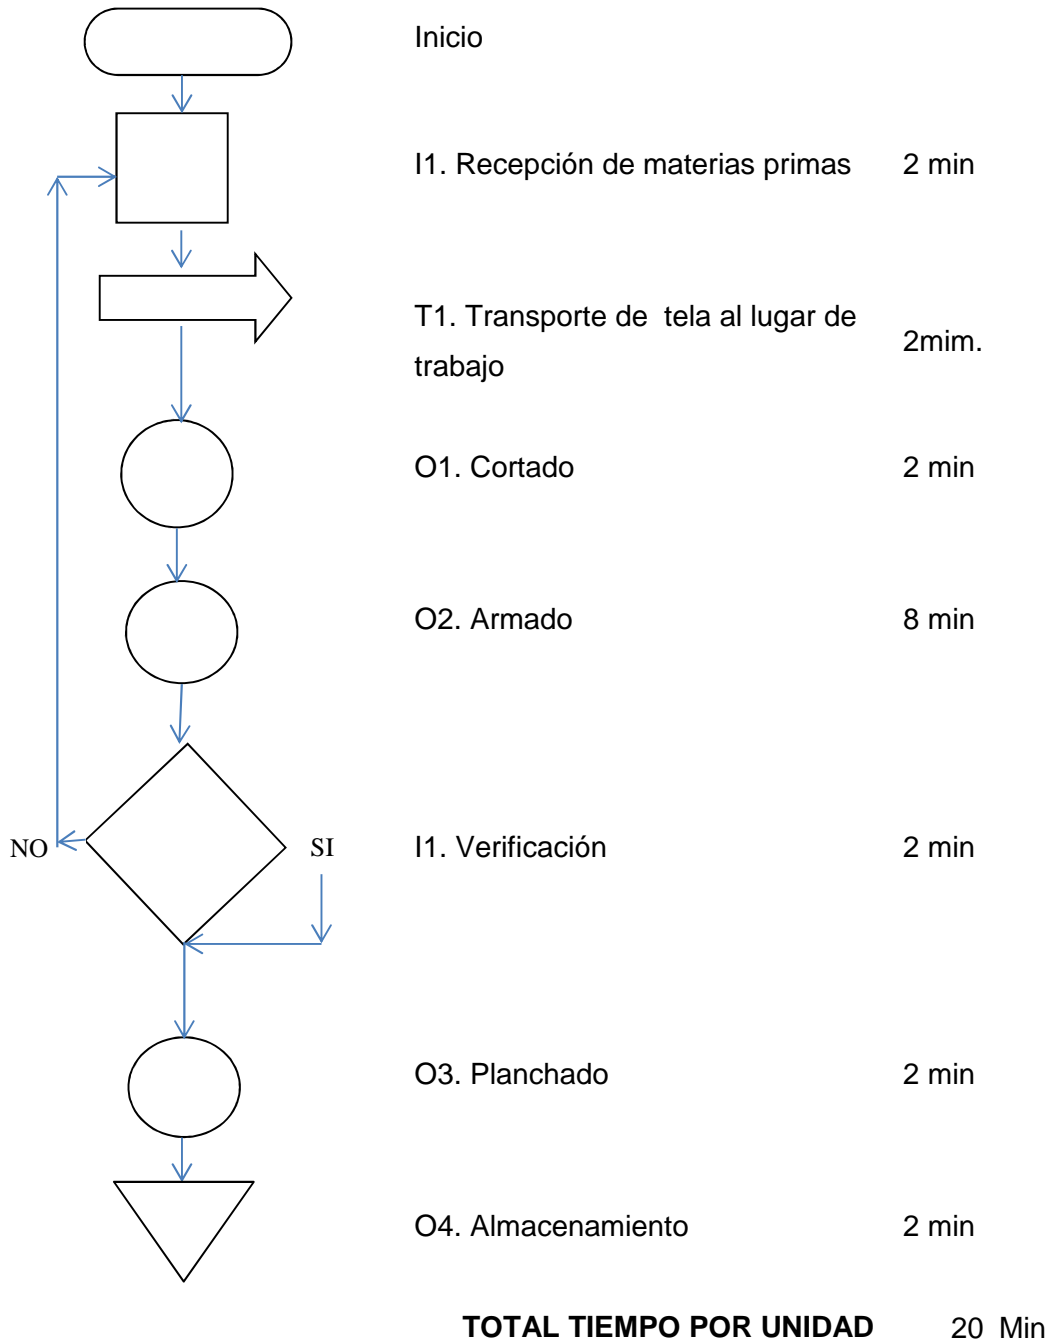 Inicio
I1. Recepción de materias primas 2 min
T1. Transporte de  tela al lugar de
trabajo
2mim.
O1. Cortado 2 min
O2. Armado 8 min
NO SI I1. Verificación 2 min
O3. Planchado 2 min
O4. Almacenamiento 2 min
TOTAL TIEMPO POR UNIDAD 20 Min